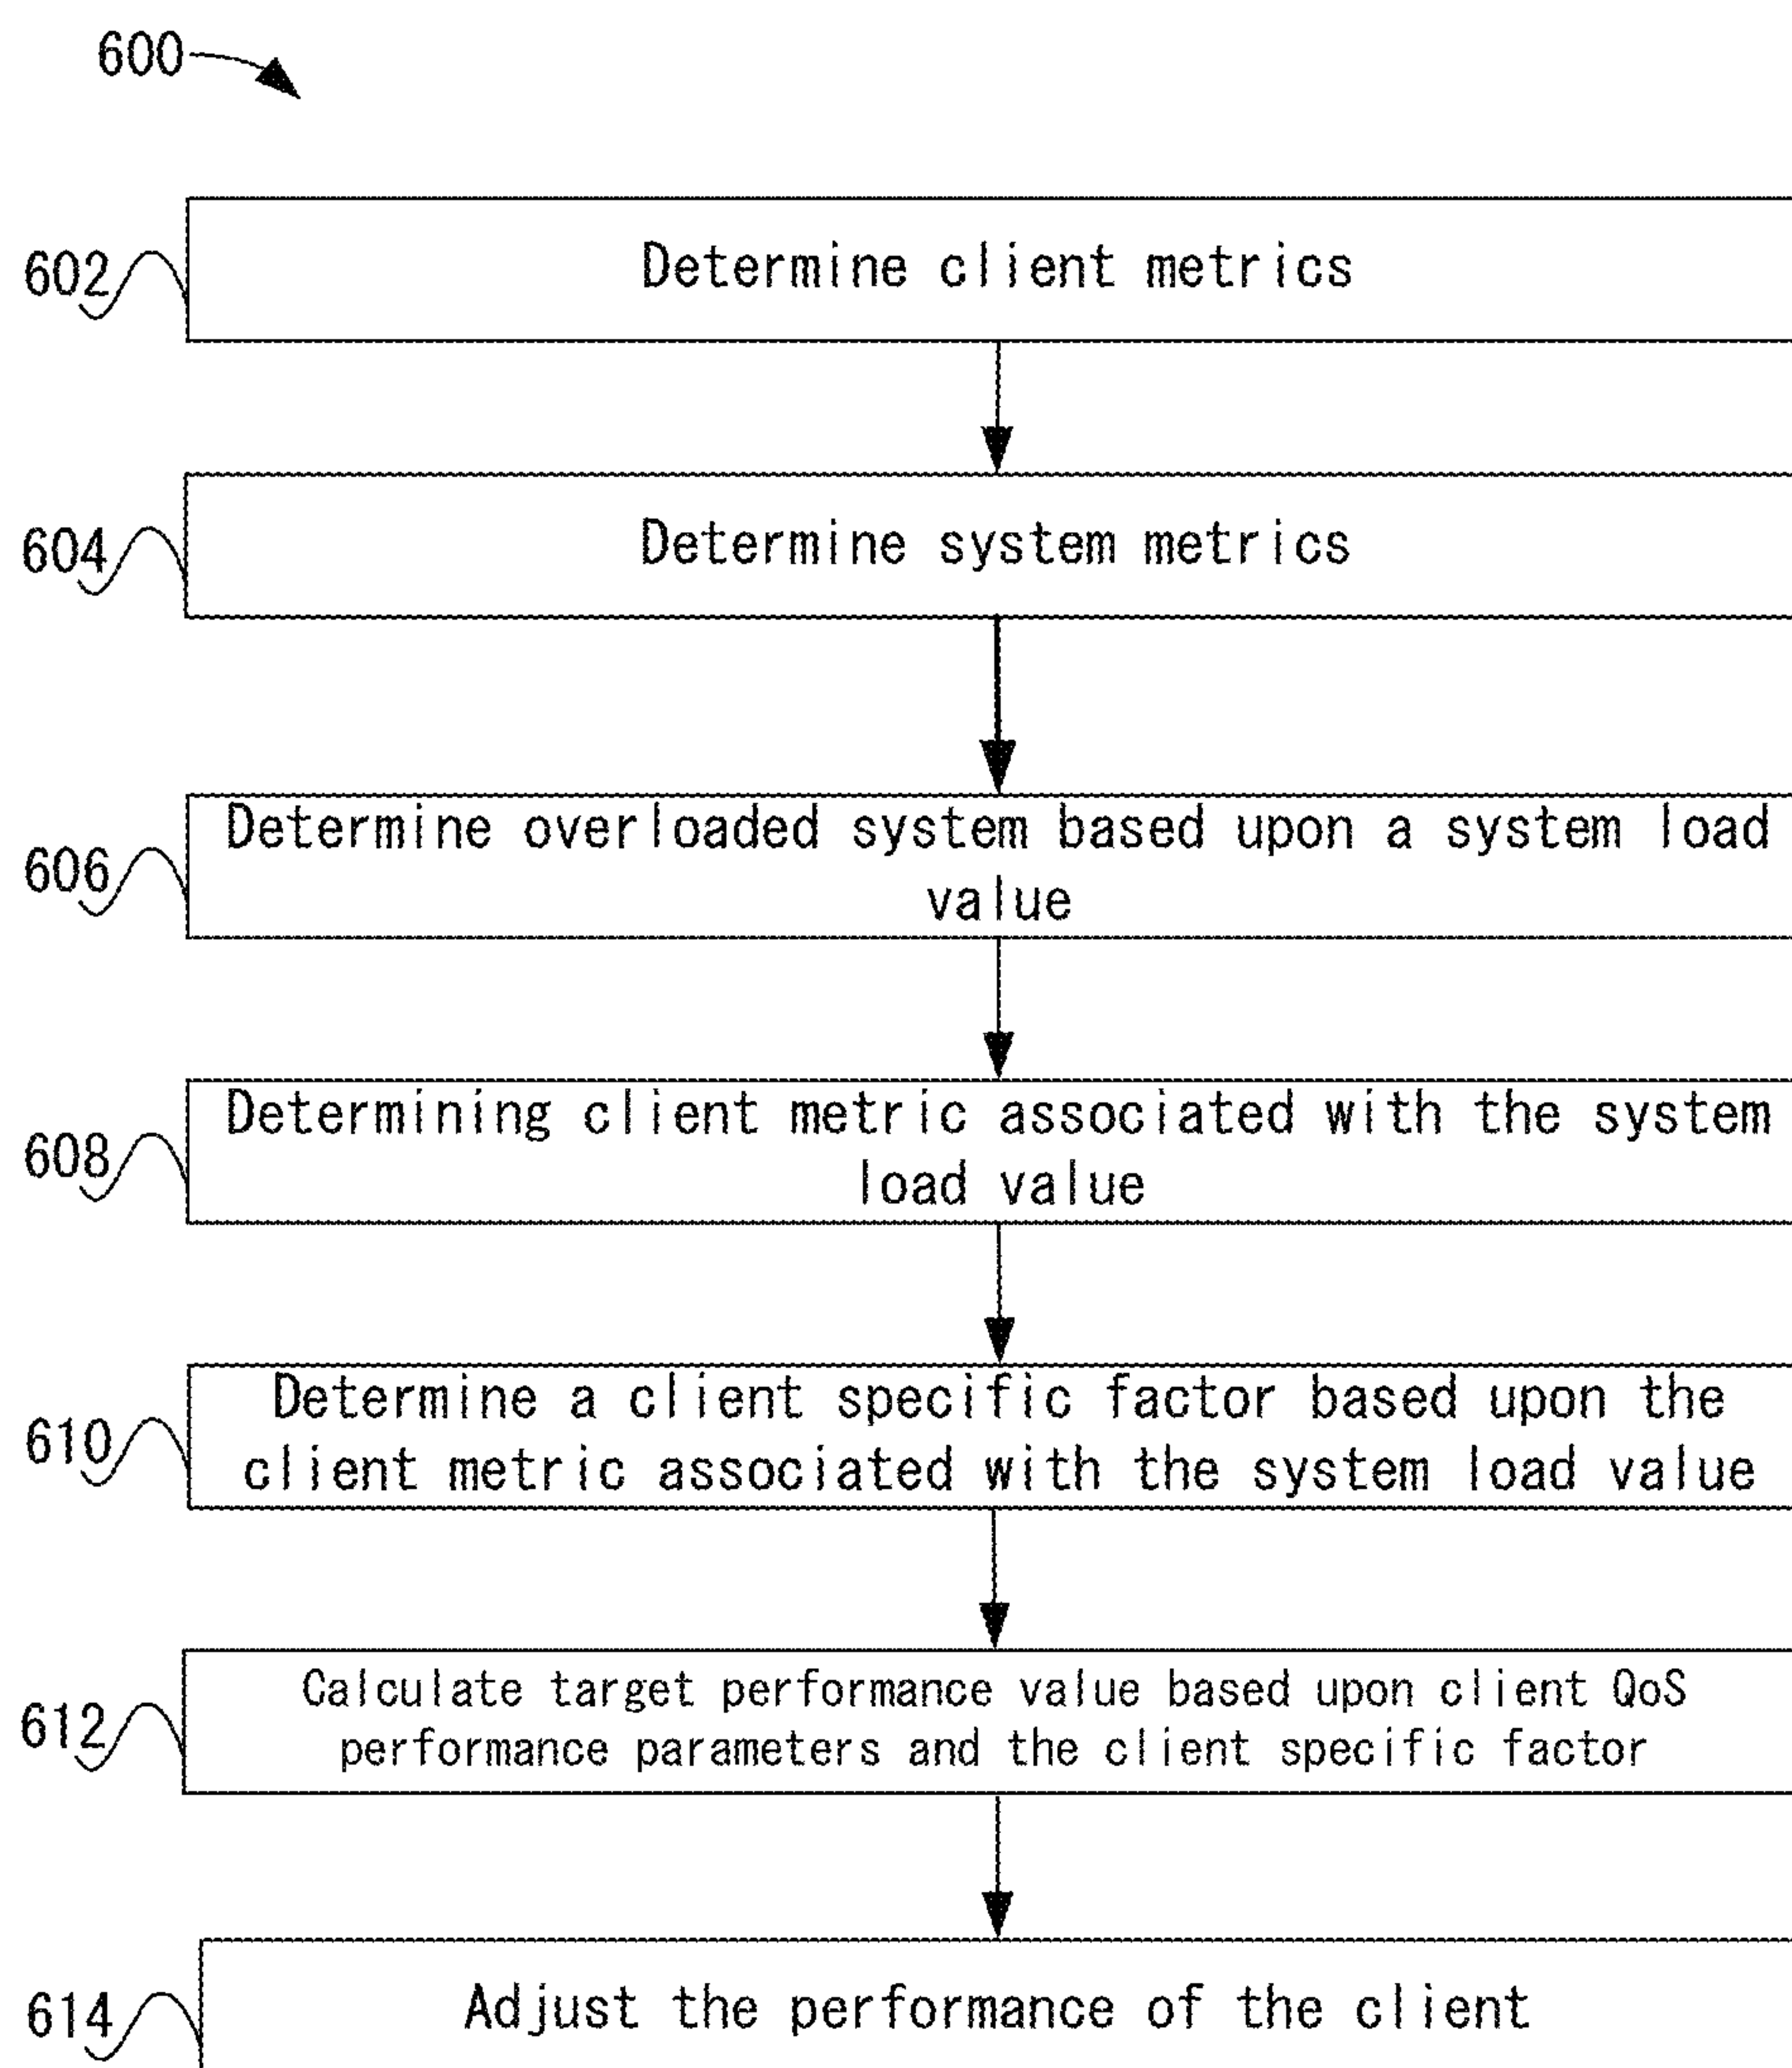 600
602
Determine client metrics
604
Determine system metrics
606
Determine overloaded system based upon a system load
value
608
Determining client metric associated with the system
load value
610
Determine a client specific factor based upon the
client metric associated with the system load value
612
Calculate target performance value based upon client QoS
performance parameters and the client specific factor
614
Adjust the performance of the client